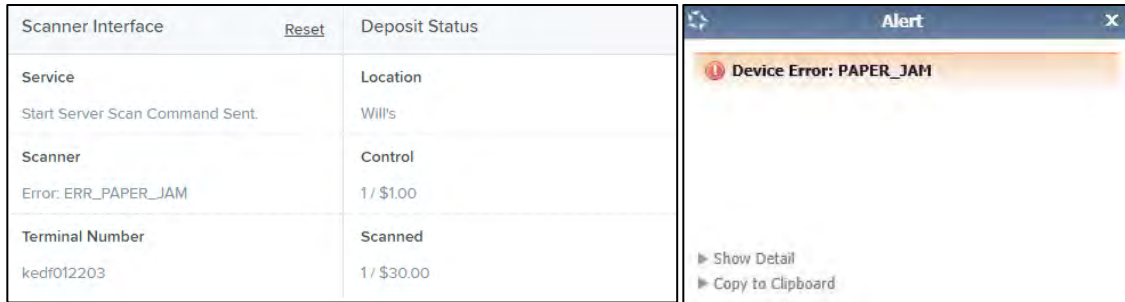 Scanner Interface Reset
Service
Start Server Scan Command Sent.
Scanner
Error: ERR_PAPER_JAM
Terminal Number
kedf012203
Deposit Status
Location
Will's
Control
1 / $1.00
Scanned
1 / $30.00
Alert x
Device Error: PAPER_JAM
Show Detail
Copy to Clipboard